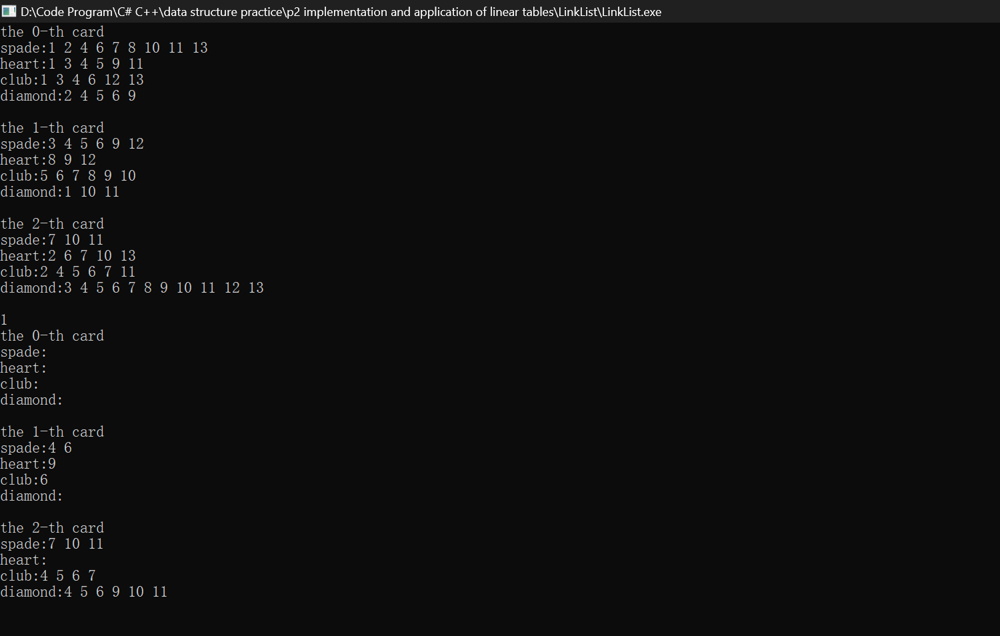 D:\Code Program\C# C++\data structure practice\p2 implementation and application of linear tables\LinkList\LinkList.exe
the 0-th card
spade:1 2 4 6 7 8 10 11 13
heart:1 3 4 5 9 11
club:1 3 4 6 12 13
diamond:2 4 5 6 9
the 1-th card
spade:3 4 5 6 9 12
heart:8 9 12
club:5 6 7 8 9 10
diamond:1 10 11
the 2-th card
spade:7 10 11
heart:2 6 7 10 13
club:2 4 5 6 7 11
diamond:3 4 5 6 7 8 9 10 11 12 13
1
the 0-th card
spade:
heart:
club:
diamond:
the 1-th card
spade:4 6
heart:9
club:6
diamond:
the 2-th card
spade:7 10 11
heart:
club:4 5 6 7
diamond:4 5 6 9 10 11